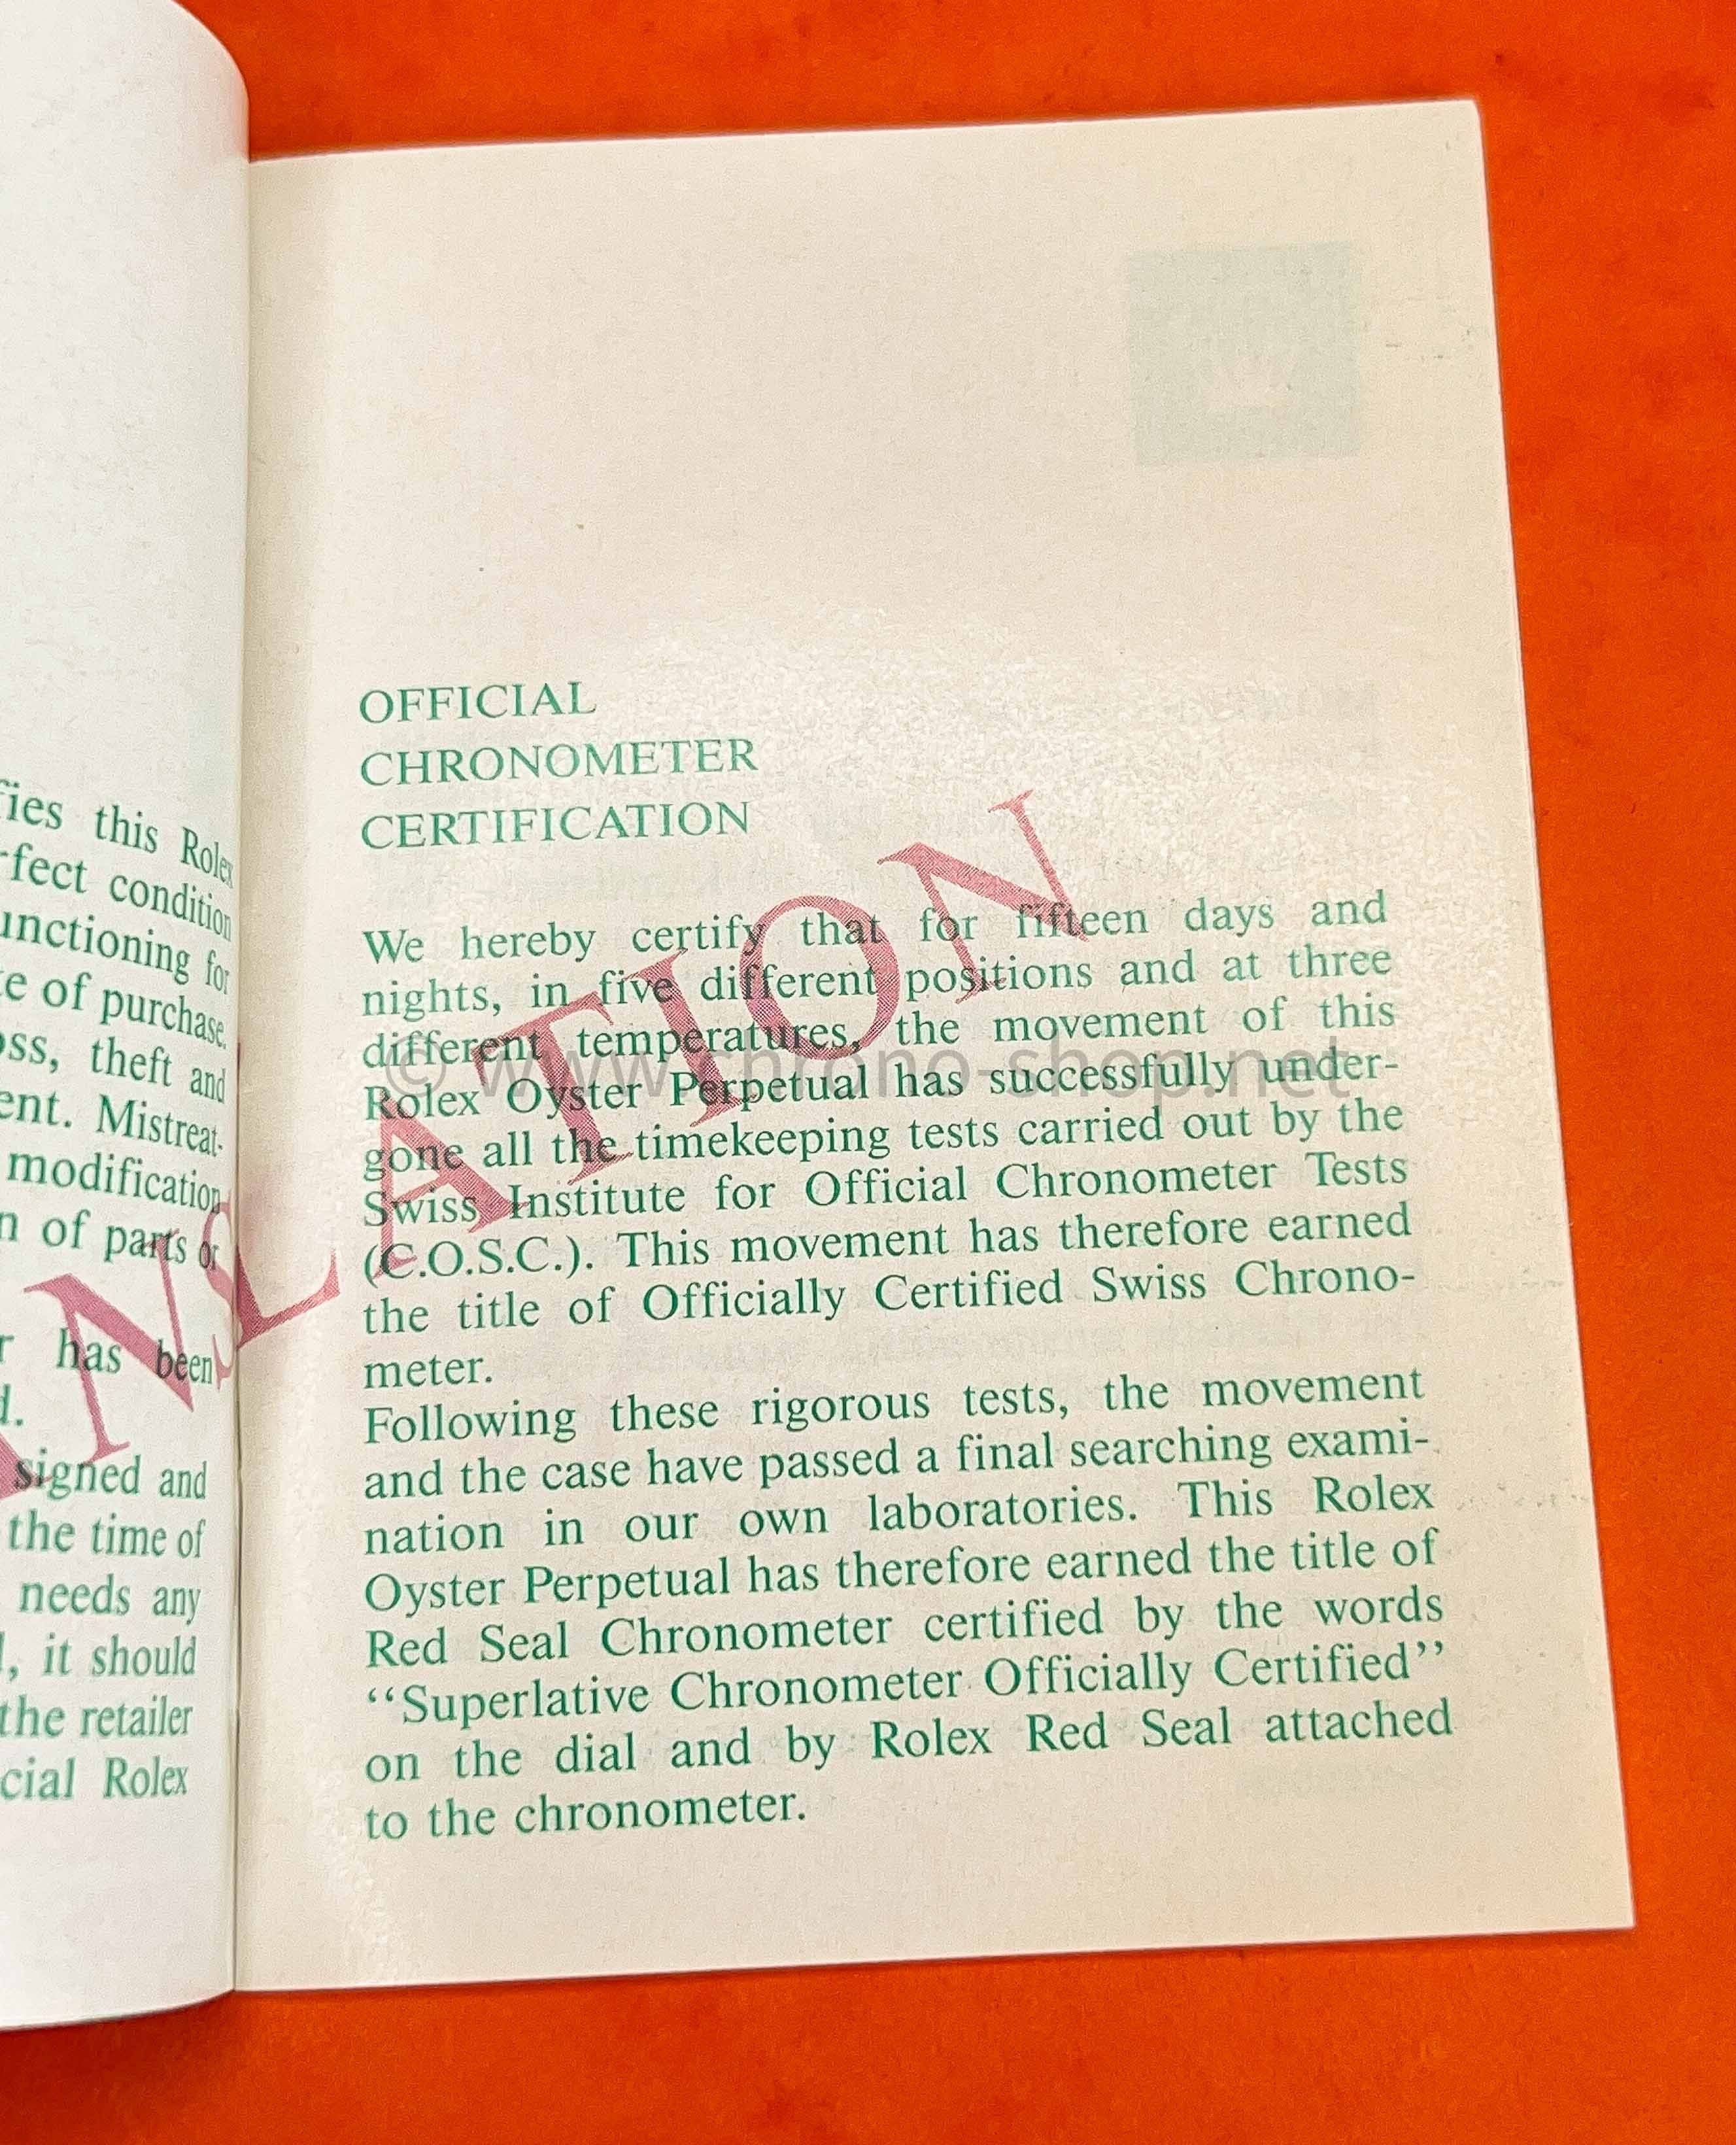 fies this Rolex
rfect condition
unctioning for
te of purchase.
oss, theft and
ent. Mistreat-
modification
n of parts or
r has been
d.
signed and
the time of
needs any
, it should
the retailer
cial Rolex
OFFICIAL
CHRONOMETER
CERTIFICATION
We hereby certify that for fifteen days and
nights, in five different positions and at three
different temperatures, the movement of this
Rolex Oyster Perpetual has successfully under-
gone all the timekeeping tests carried out by the
Swiss Institute for Official Chronometer Tests
(C.O.S.C.). This movement has therefore earned
the title of Officially Certified Swiss Chrono-
meter.
Following these rigorous tests, the movement
and the case have passed a final searching exami-
nation in our own laboratories. This Rolex
Oyster Perpetual has therefore earned the title of
Red Seal Chronometer certified by the words
“Superlative Chronometer Officially Certified”
on the dial and by Rolex Red Seal attached
to the chronometer.
ANSLATION
© www.chrono-shop.net